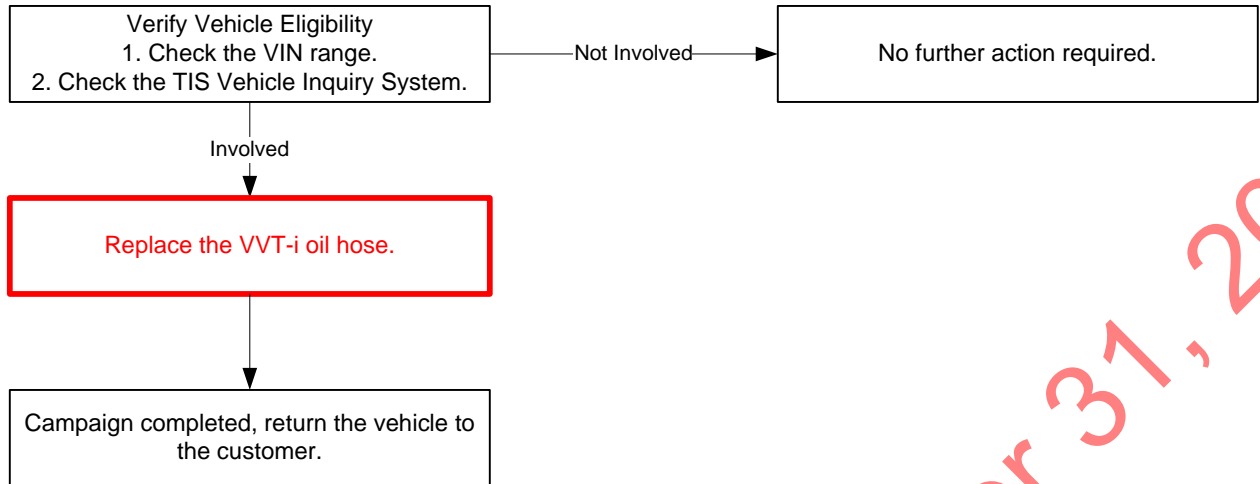 Verify Vehicle Eligibility
1. Check the VIN range.
2. Check the TIS Vehicle Inquiry System.
Not Involved
No further action required.
Involved
Replace the VVT-i oil hose.
Campaign completed, return the vehicle to
the customer.
31,